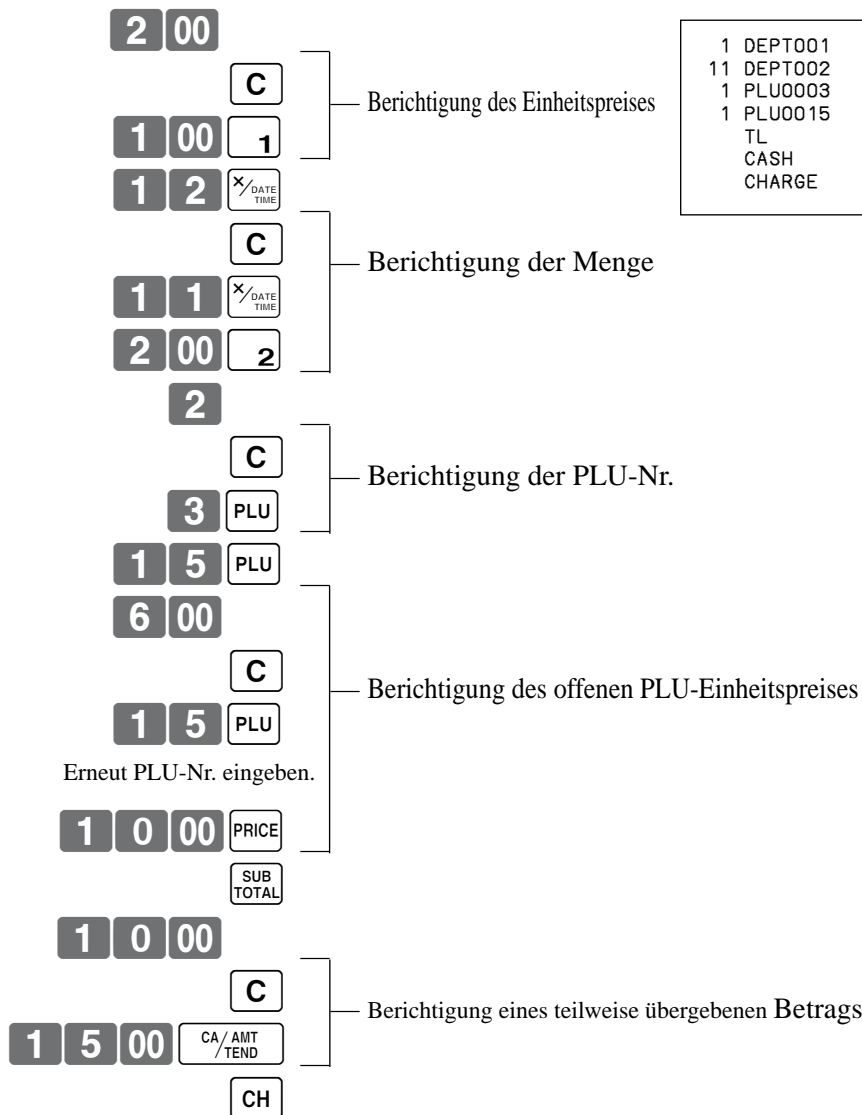 2 00
C
Berichtigung des Einheitspreises
1 00 1
1 2 ×/DATE TIME
C
Berichtigung der Menge
1 1 ×/DATE TIME
2 00 2
2
C
Berichtigung der PLU-Nr.
3 PLU
1 5 PLU
6 00
C
Berichtigung des offenen PLU-Einheitspreises
1 5 PLU
Erneut PLU-Nr. eingeben.
1 0 00 PRICE
SUB TOTAL
1 0 00
C
Berichtigung eines teilweise übergebenen Betrags
1 5 00 CA/AMT /TEND
CH
1 DEPT001
11 DEPT002
1 PLU0003
1 PLU0015
TL
CASH
CHARGE